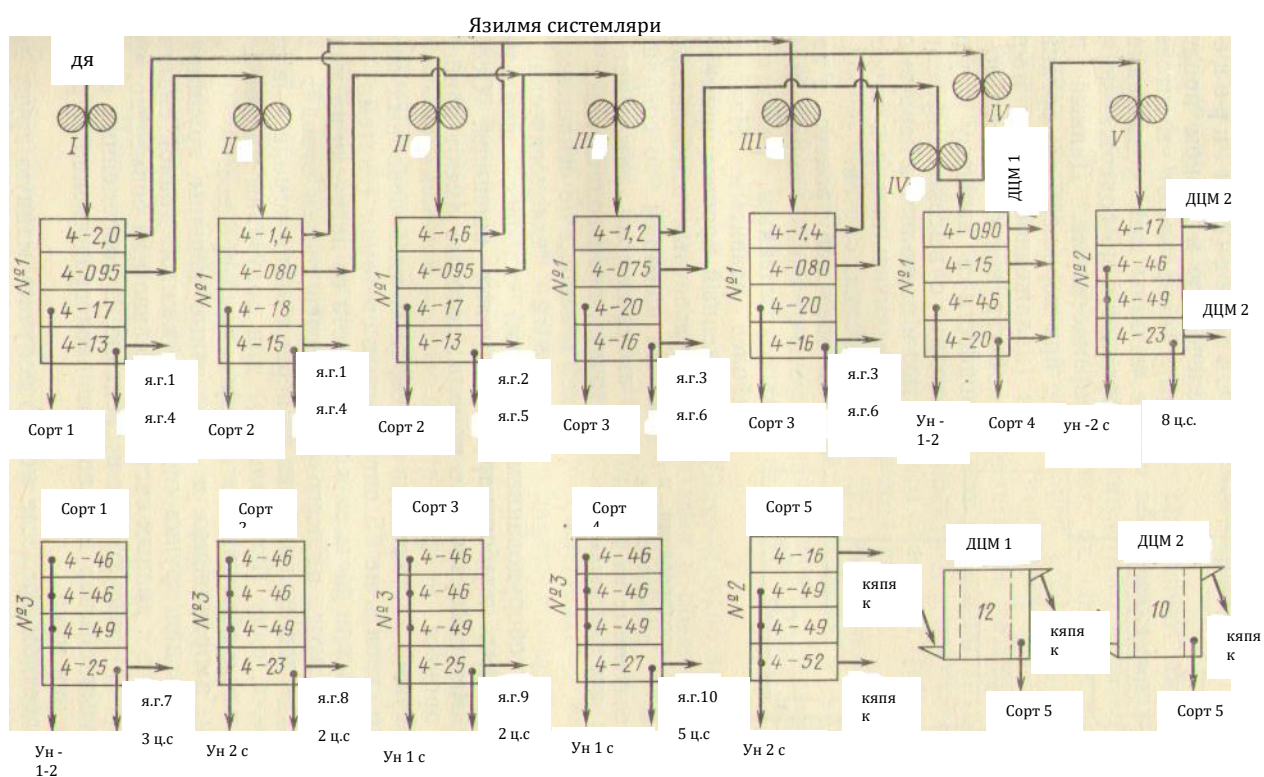 Язилмя системляри
дя
I
II
II
III
III
IV
IV
V
ДЦМ 1
ДЦМ 2
ДЦМ 2
№1
4-2,0
4-095
4-17
4-13
№1
4-1,4
4-080
4-18
4-15
4-1,6
4-095
4-17
4-13
№1
№1
4-1,2
4-075
4-20
4-16
№1
4-1,4
4-080
4-20
4-16
№1
4-090
4-15
4-46
4-20
№2
4-17
4-46
4-49
4-23
я.г.1
я.г.4
я.г.1
я.г.4
я.г.2
я.г.5
я.г.3
я.г.6
я.г.3
я.г.6
Сорт 1
Сорт 2
Сорт 2
Сорт 3
Сорт 3
Ун -
1-2
Сорт 4
ун -2 с
8 ц.с.
Сорт 1
№3
4-46
4-46
4-49
4-25
я.г.7
3 ц.с
Ун -
1-2
Сорт
№3
4-46
4-46
4-49
4-23
я.г.8
2 ц.с
Ун 2 с
Сорт 3
№3
4-46
4-46
4-49
4-25
я.г.9
2 ц.с
Ун 1 с
Сорт
№3
4-46
4-46
4-49
4-27
я.г.10
5 ц.с
Ун 1 с
Сорт 5
№2
4-16
4-49
4-49
4-52
кяпя
к
кяпя
к
Ун 2 с
ДЦМ 1
12
кяпя
к
Сорт 5
ДЦМ 2
10
кяпя
к
Сорт 5